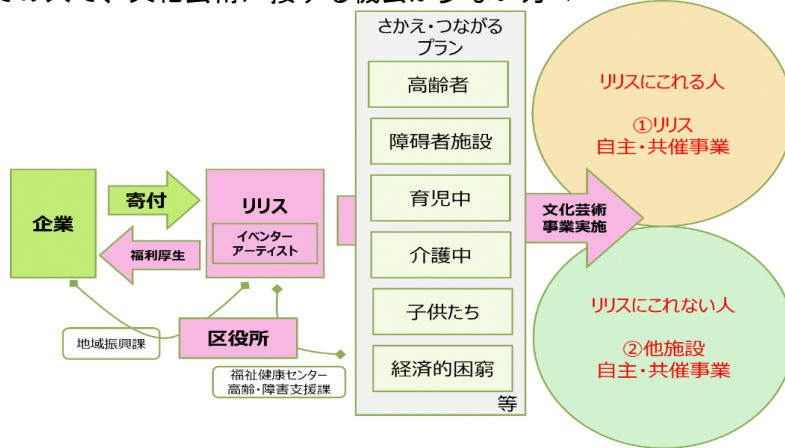 さかえ・つながる
プラン
高齢者
障碍者施設
育児中
介護中
子供たち
経済的困窮
等
企業
寄付
福利厚生
リリス
イベンター
アーティスト
区役所
地域振興課
福祉健康センター
高齢・障害支援課
文化芸術
事業実施
リリスにこれる人
①リリス
自主・共催事業
リリスにこれない人
②他施設
自主・共催事業